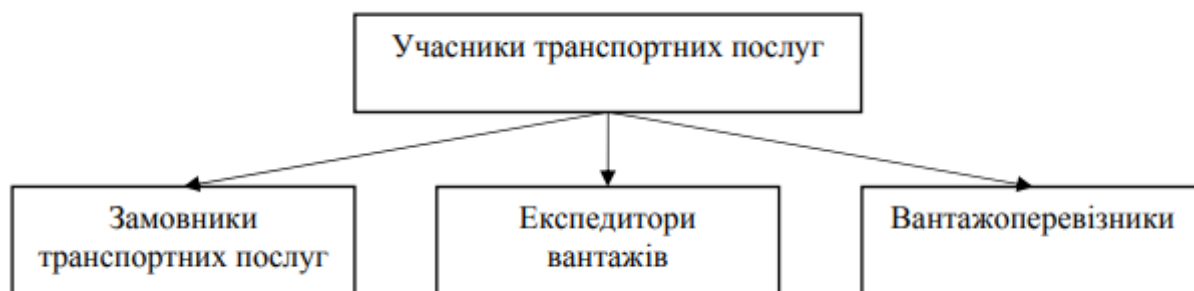 Учасники транспортних послуг
Замовники
транспортних послуг
Експедитори
вантажів
Вантажоперевізники